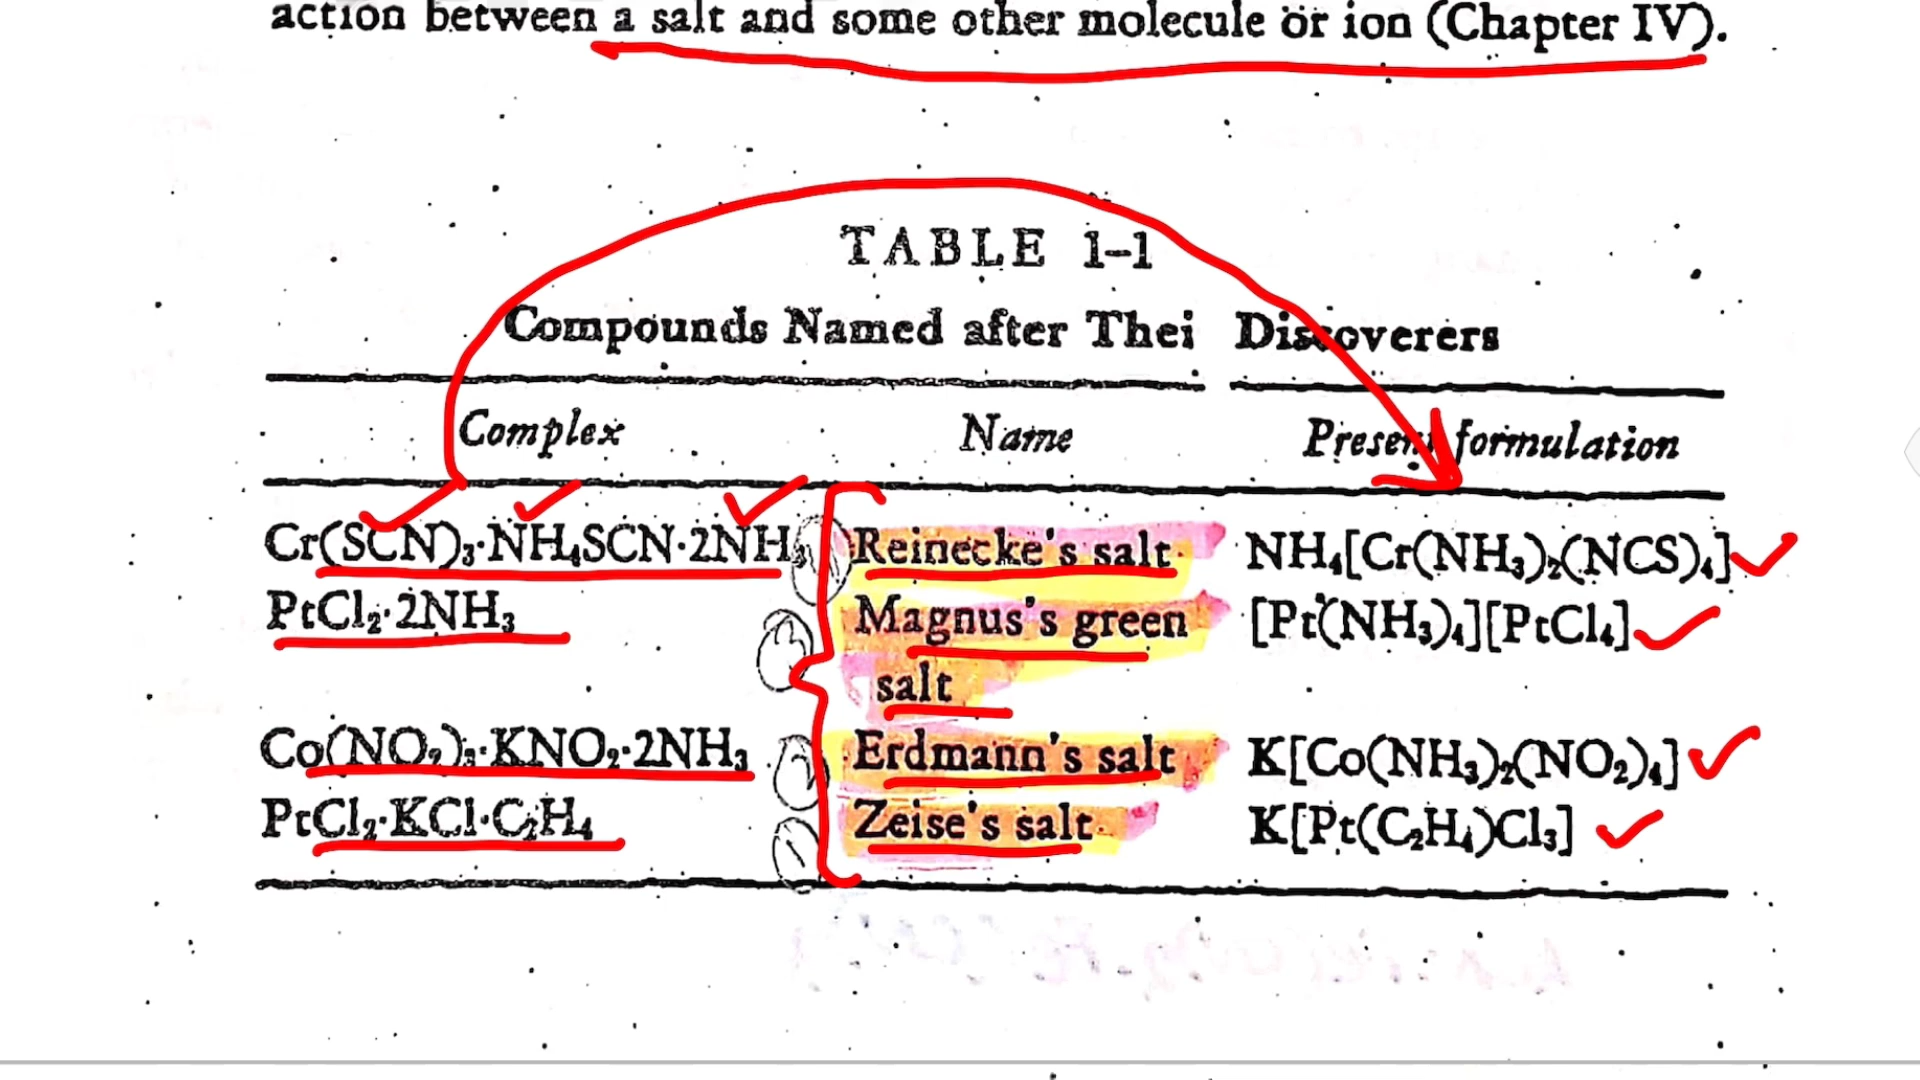 action between a salt and some other molecule or ion (Chapter IV).
TABLE 1–1
Compounds Named after Thei Discoverers
Complex Name Present formulation
Cr(SCN)₃·NH₄SCN·2NH₃ Reinecke's salt NH₄[Cr(NH₃)₂(NCS)₄]
PtCl₂·2NH₃ Magnus's green [Pt(NH₃)₄][PtCl₄]
salt
Co(NO₂)₃·KNO₂·2NH₃ Erdmann's salt K[Co(NH₃)₂(NO₂)₄]
PtCl₂·KCl·C₂H₄ Zeise's salt K[Pt(C₂H₄)Cl₃]